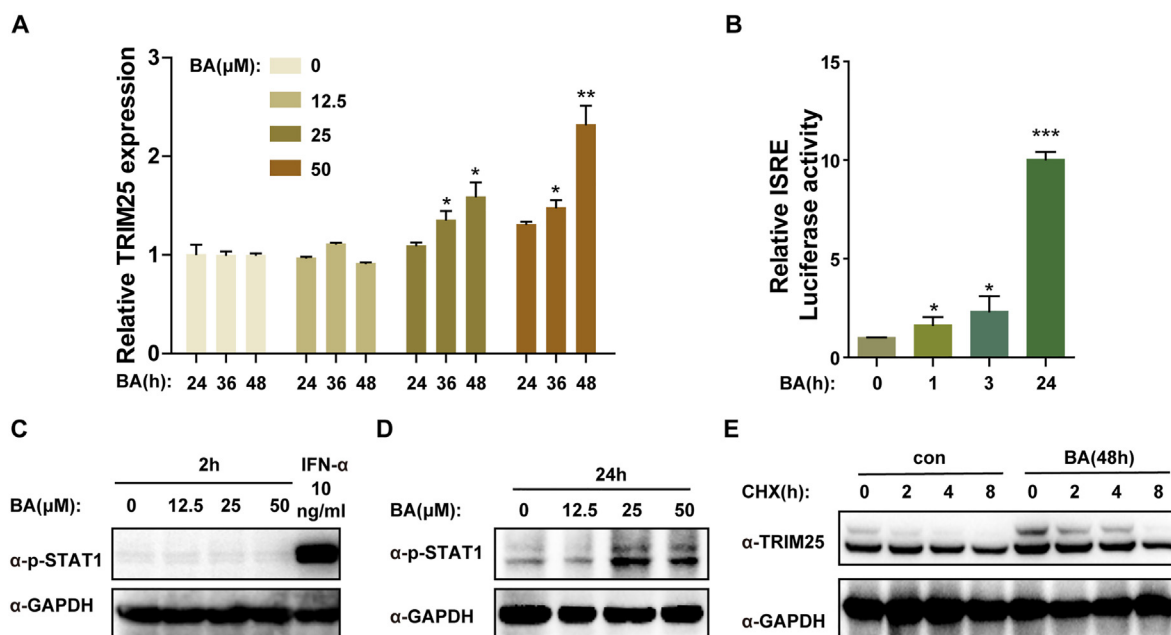 A
Relative TRIM25 expression
3
2
1
0
BA(μM):
0
12.5
25
50
*
*
*
**
BA(h): 24 36 48 24 36 48 24 36 48 24 36 48
B
Relative ISRE
Luciferase activity
15
10
5
0
*
*
***
BA(h): 0 1 3 24
C
2h
IFN-α
10
ng/ml
BA(μM): 0 12.5 25 50
α-p-STAT1
α-GAPDH
D
24h
BA(μM): 0 12.5 25 50
α-p-STAT1
α-GAPDH
E
con BA(48h)
CHX(h): 0 2 4 8 0 2 4 8
α-TRIM25
α-GAPDH